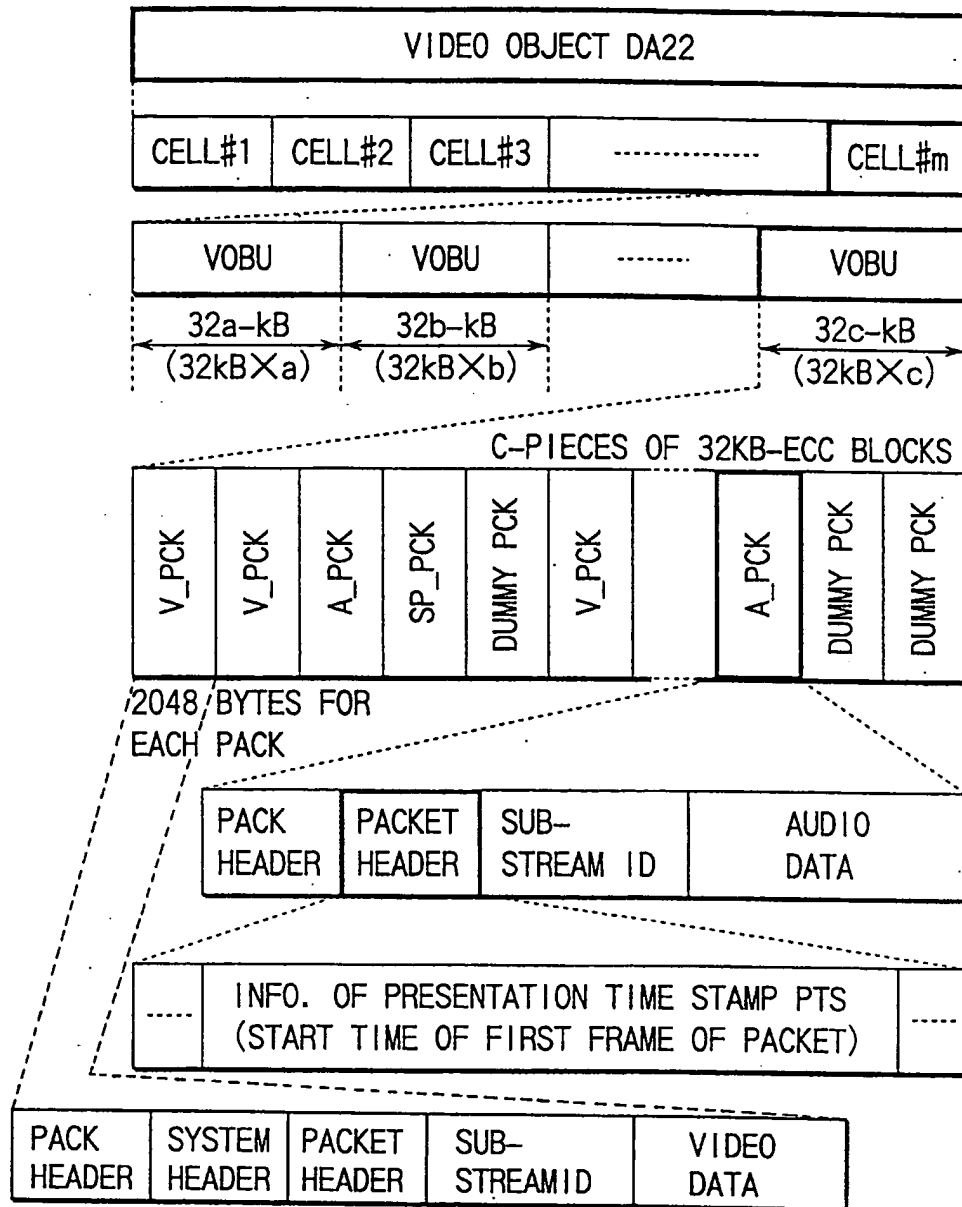 VIDEO OBJECT DA22
CELL#1 CELL#2 CELL#3 CELL#m
VOBU VOBU VOBU
32a-kB 32b-kB 32c-kB
(32kB×a) (32kB×b) (32kB×c)
C-PIECES OF 32KB-ECC BLOCKS
V_PCK V_PCK A_PCK SP_PCK DUMMY PCK V_PCK A_PCK DUMMY PCK DUMMY PCK
2048 BYTES FOR
EACH PACK
PACK HEADER
PACKET HEADER
SUB-
STREAM ID
AUDIO
DATA
INFO. OF PRESENTATION TIME STAMP PTS
(START TIME OF FIRST FRAME OF PACKET)
PACK
HEADER
SYSTEM
HEADER
PACKET
HEADER
SUB-
STREAMID
VIDEO
DATA